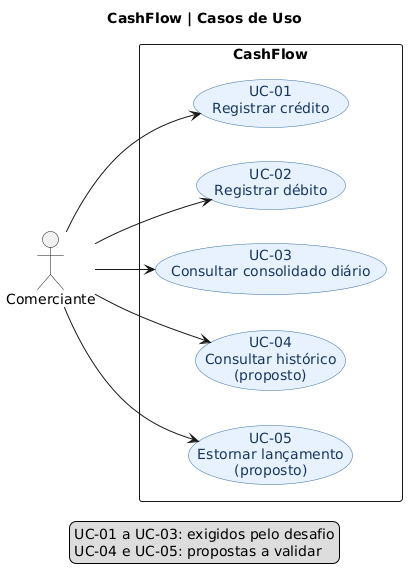 CashFlow | Casos de Uso
CashFlow
UC-01
Registrar crédito
UC-02
Registrar débito
UC-03
Consultar consolidado diário
Comerciante
UC-04
Consultar histórico
(proposto)
UC-05
Estornar lançamento
(proposto)
UC-01 a UC-03: exigidos pelo desafio
UC-04 e UC-05: propostas a validar